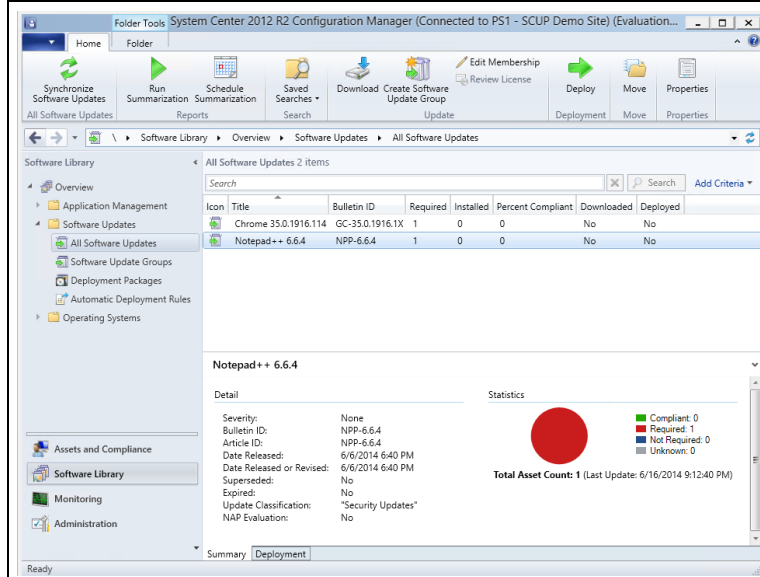 Folder Tools System Center 2012 R2 Configuration Manager (Connected to PS1 - SCUP Demo Site) (Evaluation...
Home Folder
Synchronize Software Updates
Run Summarization
Schedule Summarization
Saved Searches
Download
Create Software Update Group
Edit Membership
Review License
Deploy
Move
Properties
All Software Updates Reports Search Update Deployment Move Properties
\ Software Library Overview Software Updates All Software Updates
Software Library
Overview
Application Management
Software Updates
All Software Updates
Software Update Groups
Deployment Packages
Automatic Deployment Rules
Operating Systems
Assets and Compliance
Software Library
Monitoring
Administration
All Software Updates 2 items
Search Search Add Criteria
Icon Title Bulletin ID Required Installed Percent Compliant Downloaded Deployed
Chrome 35.0.1916.114 GC-35.0.1916.1X 1 0 0 No No
Notepad++ 6.6.4 NPP-6.6.4 1 0 0 No No
Notepad++ 6.6.4
Detail
Severity: None
Bulletin ID: NPP-6.6.4
Article ID: NPP-6.6.4
Date Released: 6/6/2014 6:40 PM
Date Released or Revised: 6/6/2014 6:40 PM
Superseded: No
Expired: No
Update Classification: "Security Updates"
NAP Evaluation: No
Statistics
Compliant: 0
Required: 1
Not Required: 0
Unknown: 0
Total Asset Count: 1 (Last Update: 6/16/2014 9:12:40 PM)
Summary Deployment
Ready